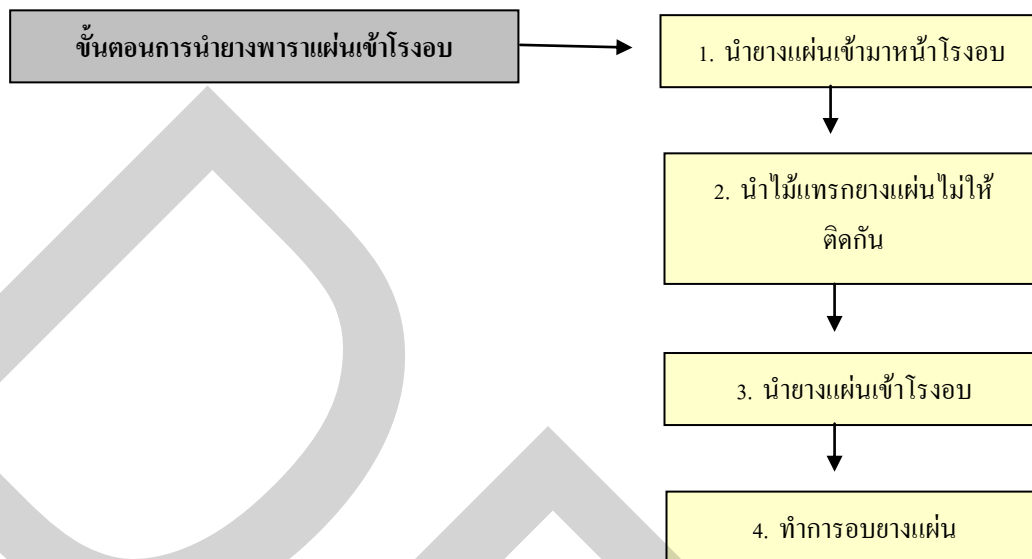 ขั้นตอนการนำยางพาราแผ่นเข้าโรงอบ
1. นำยางแผ่นเข้ามาหน้าโรงอบ
2. นำไม้แทรกยางแผ่นไม่ให้
ติดกัน
3. นำยางแผ่นเข้าโรงอบ
4. ทำการอบยางแผ่น